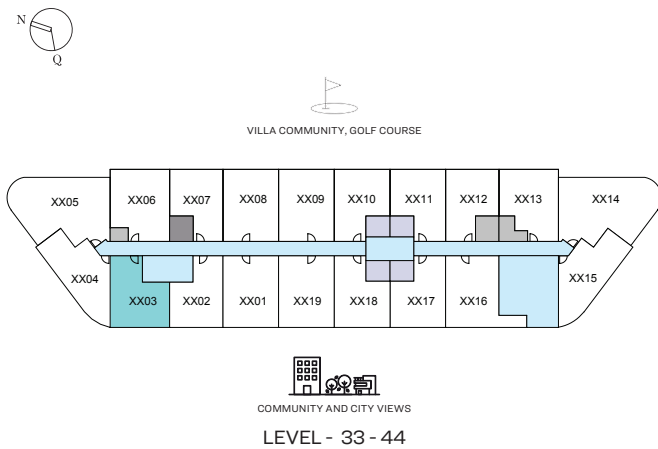 N
Q
VILLA COMMUNITY, GOLF COURSE
XX05 XX06 XX07 XX08 XX09 XX10 XX11 XX12 XX13 XX14
XX04 XX03 XX02 XX01 XX19 XX18 XX17 XX16 XX15
COMMUNITY AND CITY VIEWS
LEVEL - 33 - 44